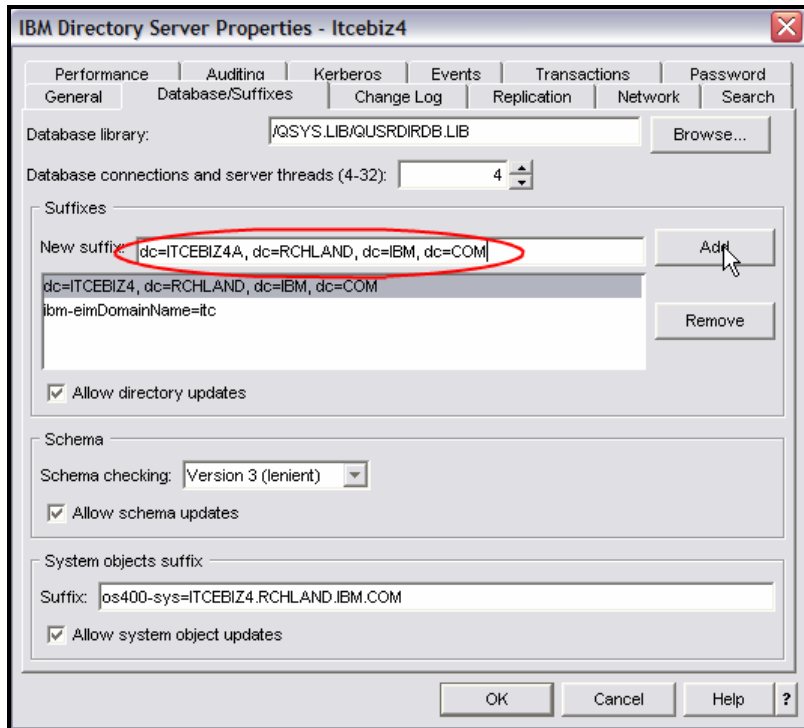 IBM Directory Server Properties - Itcebiz4
Performance Auditing Kerberos Events Transactions Password
General Database/Suffixes Change Log Replication Network Search
Database library: /QSYS.LIB/QUSRDIRDB.LIB Browse...
Database connections and server threads (4-32): 4
Suffixes
New suffix: dc=ITCEBIZ4A, dc=RCHLAND, dc=IBM, dc=COM Add
dc=ITCEBIZ4, dc=RCHLAND, dc=IBM, dc=COM
ibm-eimDomainName=itc
Remove
Allow directory updates
Schema
Schema checking: Version 3 (lenient)
Allow schema updates
System objects suffix
Suffix: os400-sys=ITCEBIZ4.RCHLAND.IBM.COM
Allow system object updates
OK Cancel Help ?